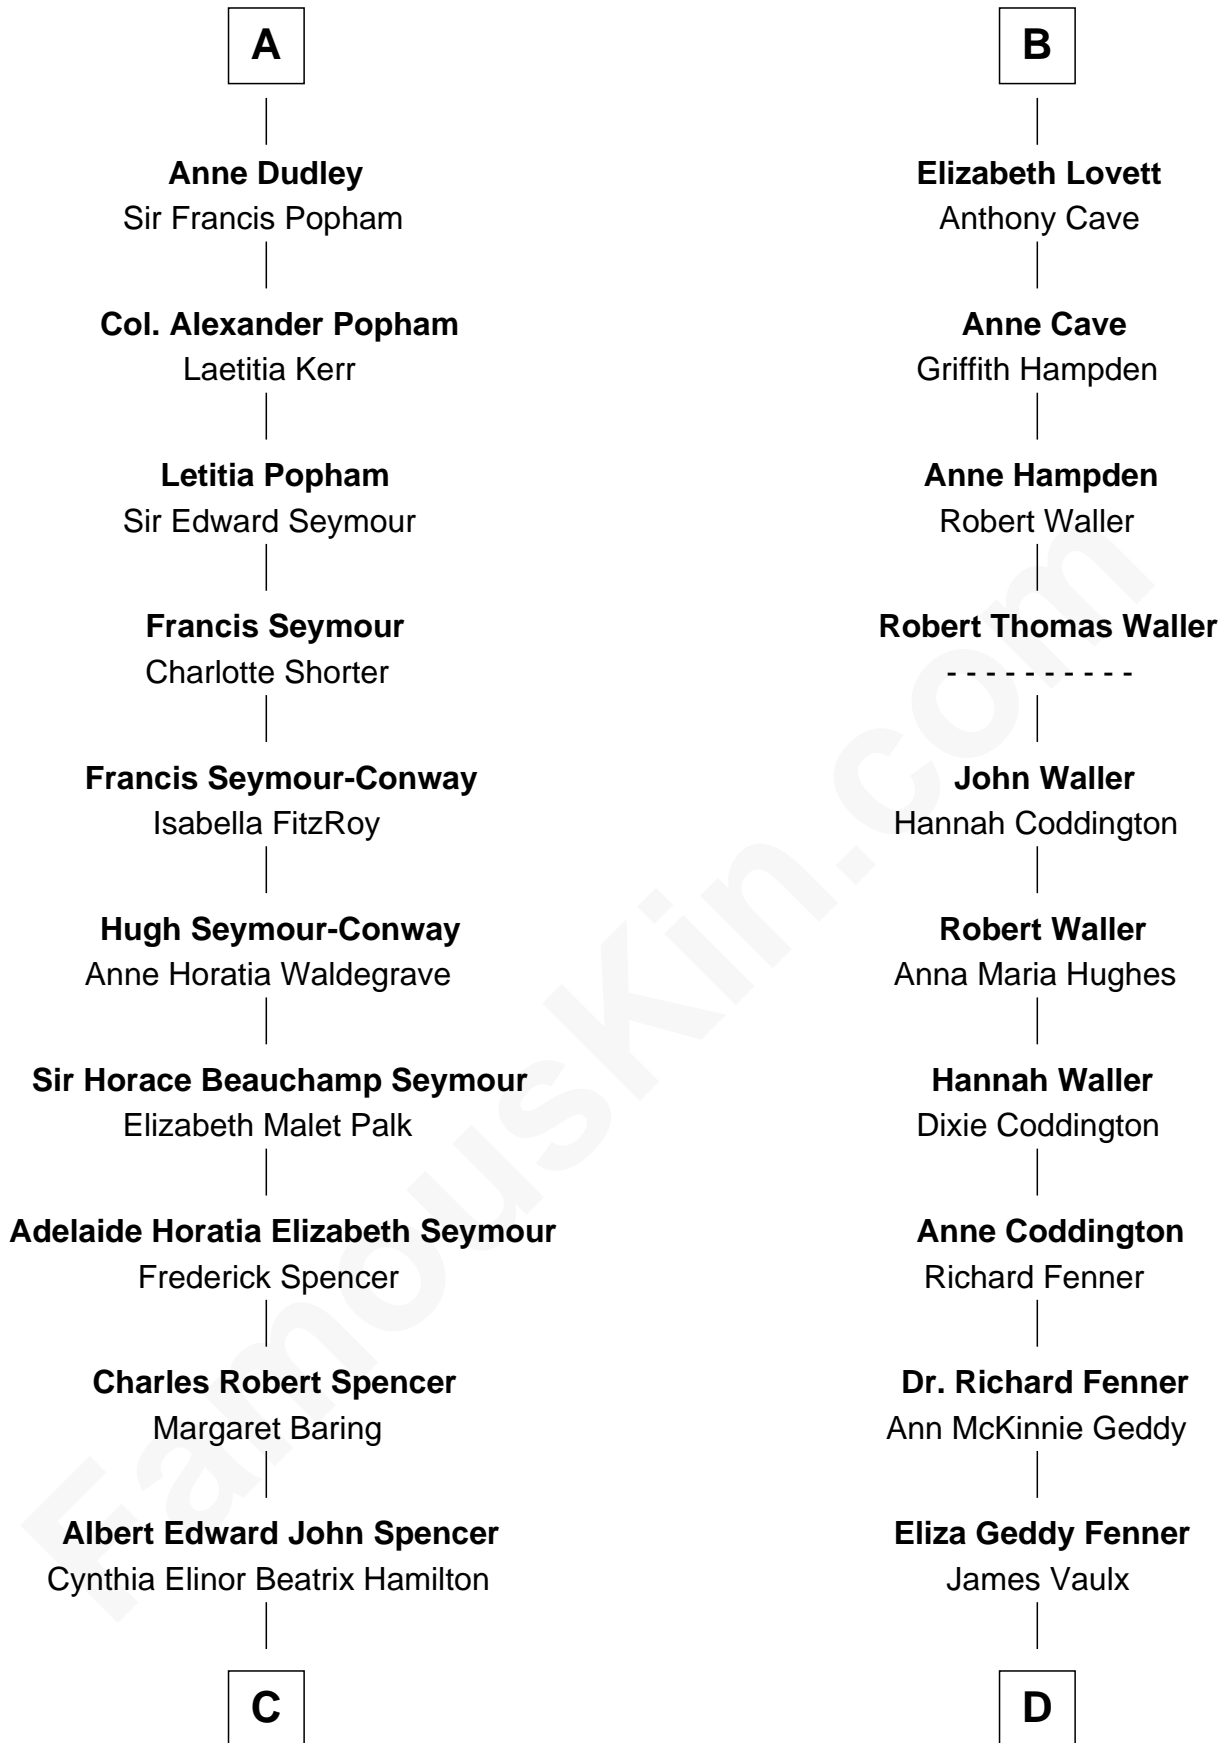 A
Anne Dudley
Sir Francis Popham
Col. Alexander Popham
Laetitia Kerr
Letitia Popham
Sir Edward Seymour
Francis Seymour
Charlotte Shorter
Francis Seymour-Conway
Isabella FitzRoy
Hugh Seymour-Conway
Anne Horatia Waldegrave
Sir Horace Beauchamp Seymour
Elizabeth Malet Palk
Adelaide Horatia Elizabeth Seymour
Frederick Spencer
Charles Robert Spencer
Margaret Baring
Albert Edward John Spencer
Cynthia Elinor Beatrix Hamilton
C
B
Elizabeth Lovett
Anthony Cave
Anne Cave
Griffith Hampden
Anne Hampden
Robert Waller
Robert Thomas Waller
- - - - - - - - - -
John Waller
Hannah Coddington
Robert Waller
Anna Maria Hughes
Hannah Waller
Dixie Coddington
Anne Coddington
Richard Fenner
Dr. Richard Fenner
Ann McKinnie Geddy
Eliza Geddy Fenner
James Vaulx
D
FamousKin.com